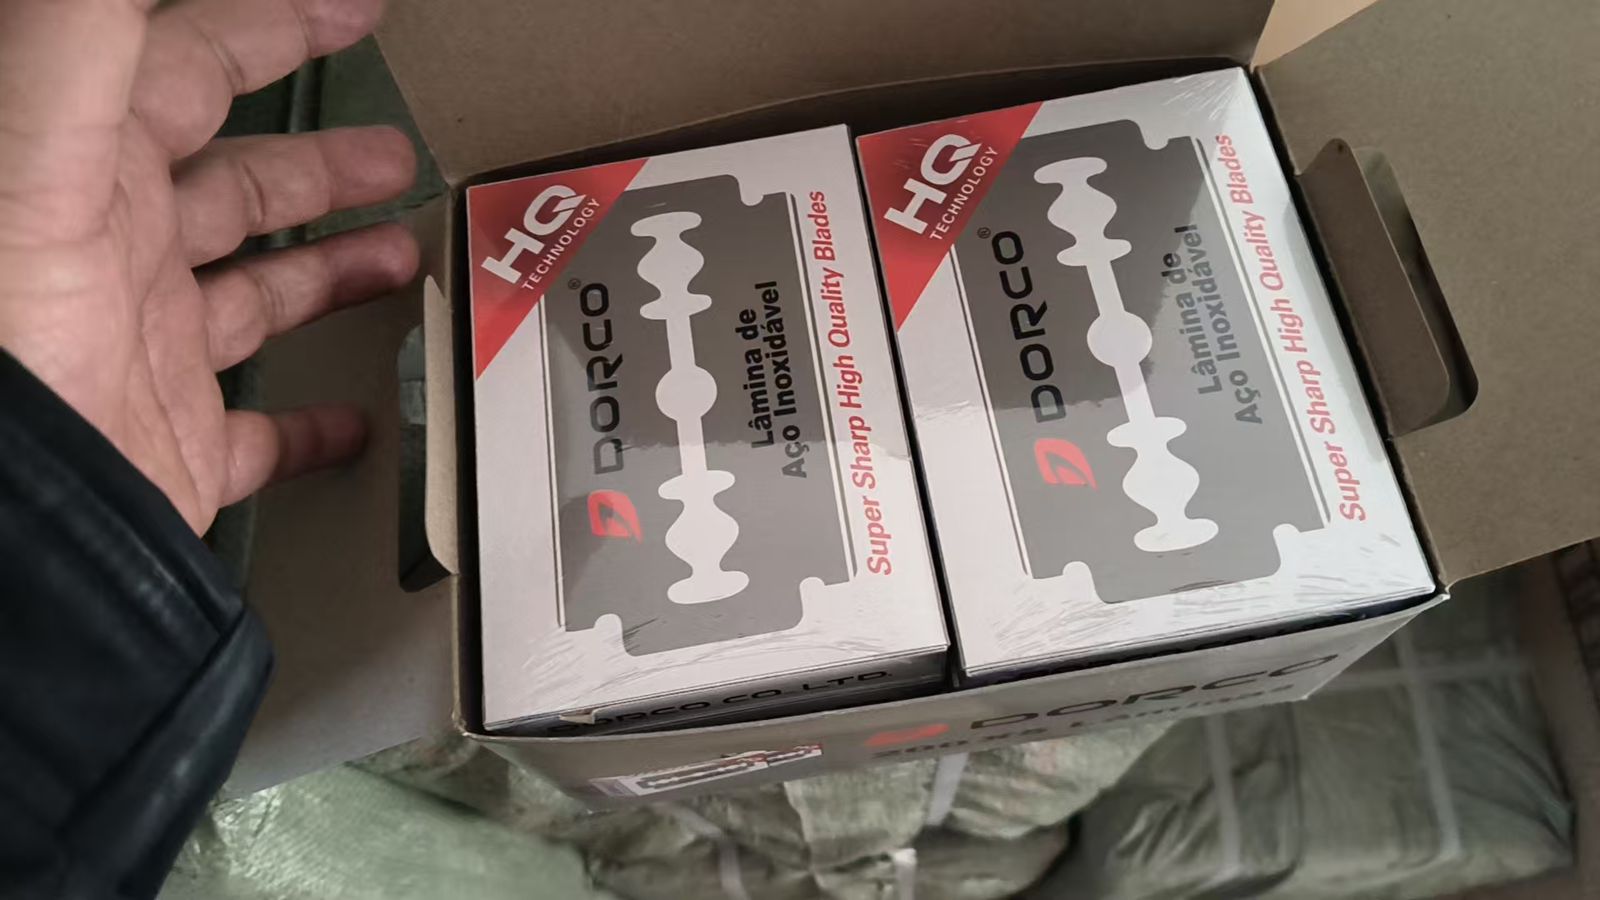 HQ
TECHNOLOGY
DORCO®
Lâmina de
Aço Inoxidável
Super Sharp High Quality Blades
DORCO CO. LTD.
HQ
TECHNOLOGY
DORCO®
Lâmina de
Aço Inoxidável
Super Sharp High Quality Blades
DORCO